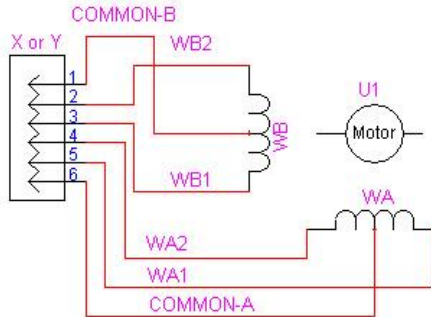 COMMON-B
X or Y
WB2
1
2
3
4
5
6
WB
U1
Motor
WB1
WA
WA2
WA1
COMMON-A